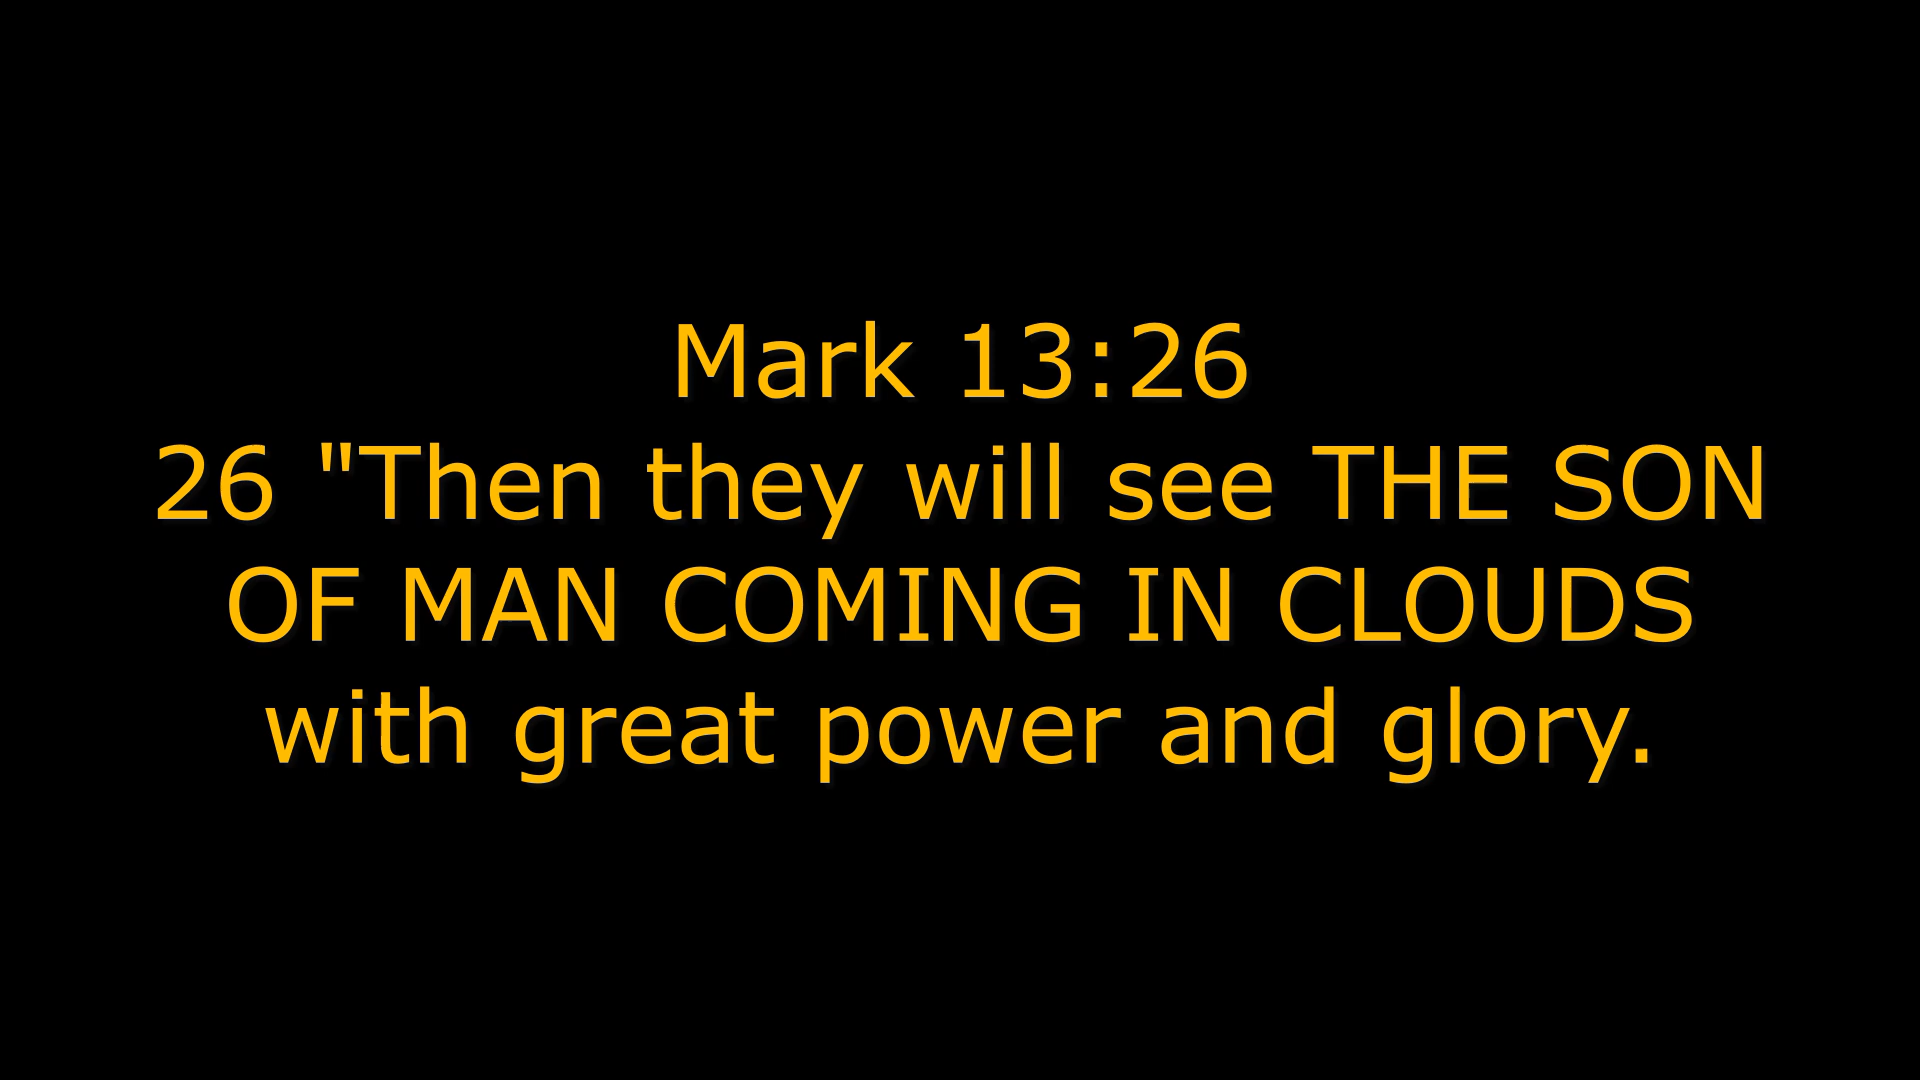 Mark 13:26
26 "Then they will see THE SON
OF MAN COMING IN CLOUDS
with great power and glory.